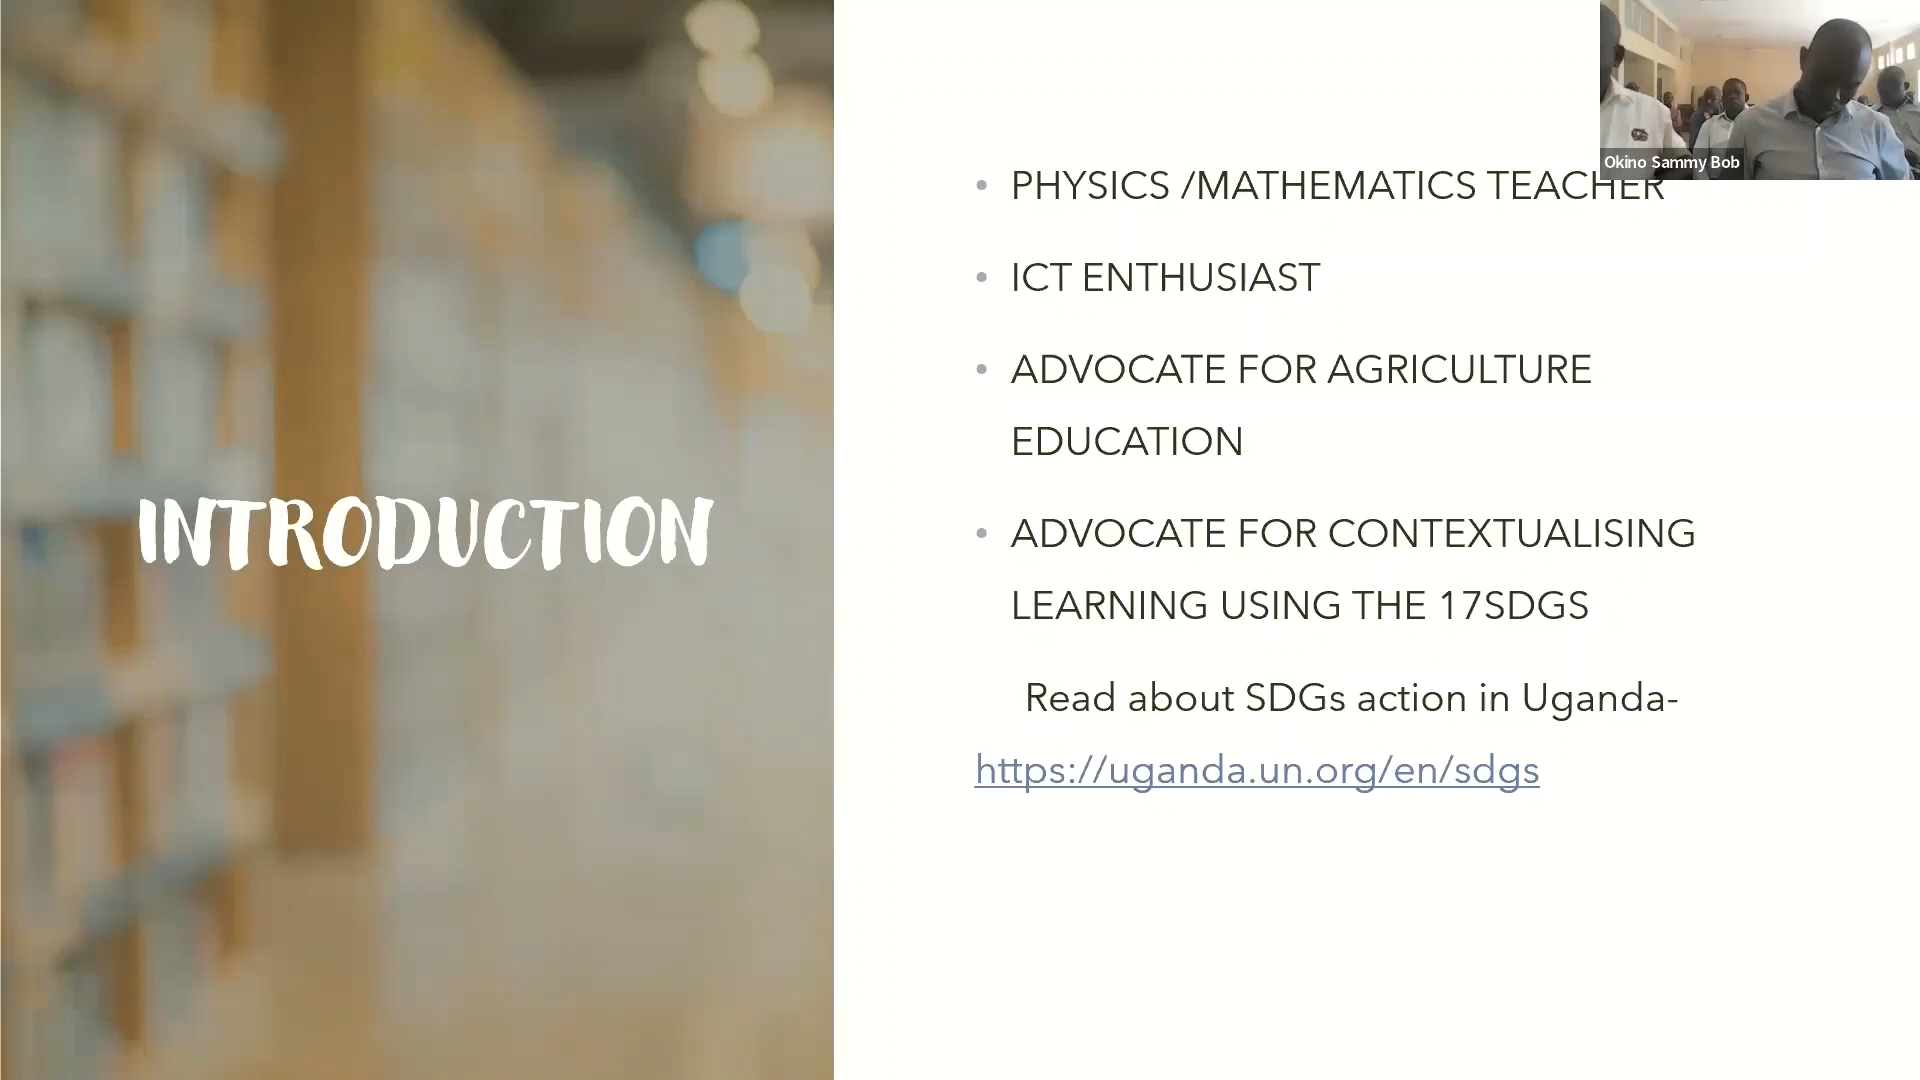 INTRODUCTION
• PHYSICS /MATHEMATICS TEACHER
• ICT ENTHUSIAST
• ADVOCATE FOR AGRICULTURE
EDUCATION
• ADVOCATE FOR CONTEXTUALISING
LEARNING USING THE 17SDGS
Read about SDGs action in Uganda-
https://uganda.un.org/en/sdgs
Okino Sammy Bob